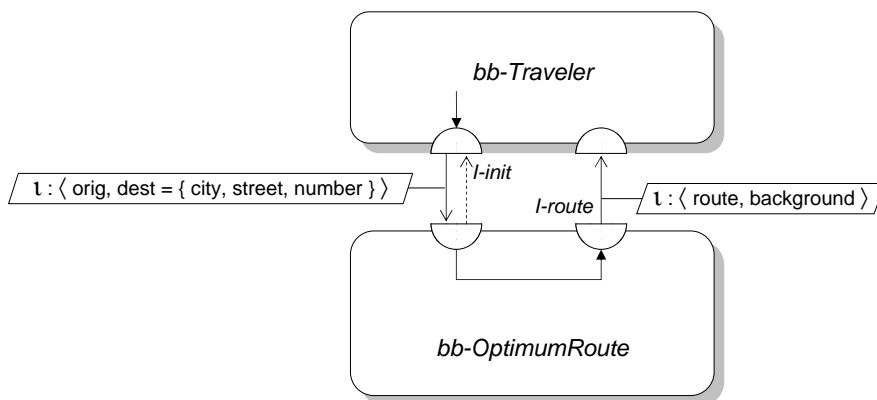 bb-Traveler
ι : ⟨ orig, dest = { city, street, number } ⟩
I-init
I-route
ι : ⟨ route, background ⟩
bb-OptimumRoute